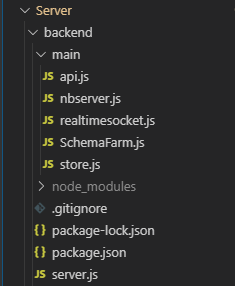 Server
backend
main
JS api.js
JS nbserver.js
JS realtimesocket.js
JS SchemaFarm.js
JS store.js
node_modules
.gitignore
{} package-lock.json
{} package.json
JS server.js